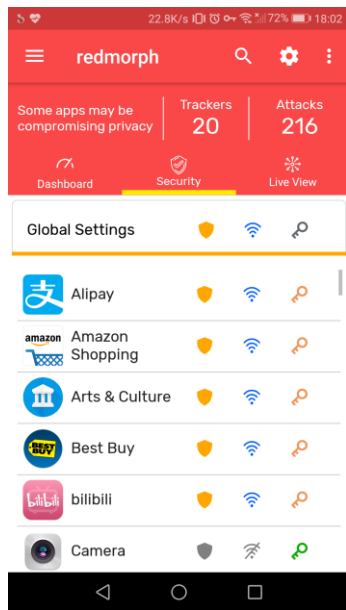 22.8K/s 72% 18:02
redmorph
Some apps may be
compromising privacy
Trackers
20
Attacks
216
Dashboard
Security
Live View
Global Settings
支
Alipay
amazon
Amazon
Shopping
Arts & Culture
BEST
BUY
Best Buy
bilibili
bilibili
Camera